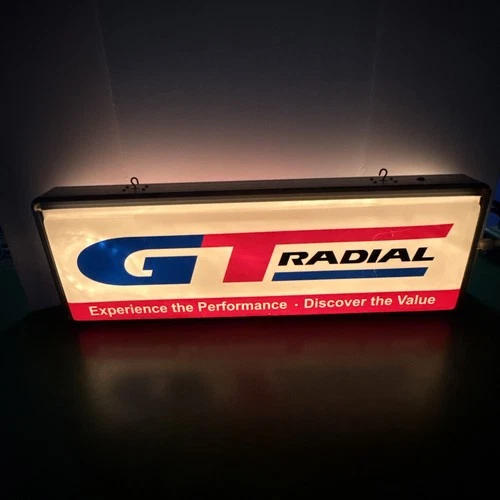 GT RADIAL
Experience the Performance · Discover the Value